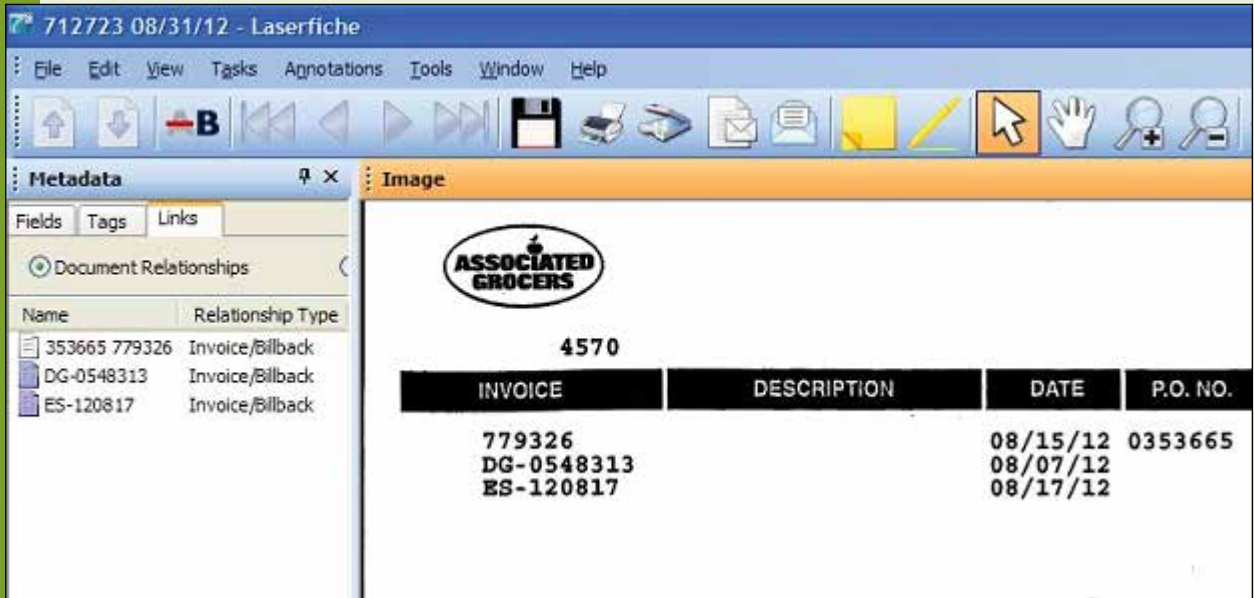 712723 08/31/12 - Laserfiche
File Edit View Tasks Annotations Tools Window Help
B
Metadata
Image
Fields Tags Links
Document Relationships
Name Relationship Type
353665 779326 Invoice/Billback
DG-0548313 Invoice/Billback
ES-120817 Invoice/Billback
ASSOCIATED
GROCERS
4570
INVOICE DESCRIPTION DATE P.O. NO.
779326 08/15/12 0353665
DG-0548313 08/07/12
ES-120817 08/17/12